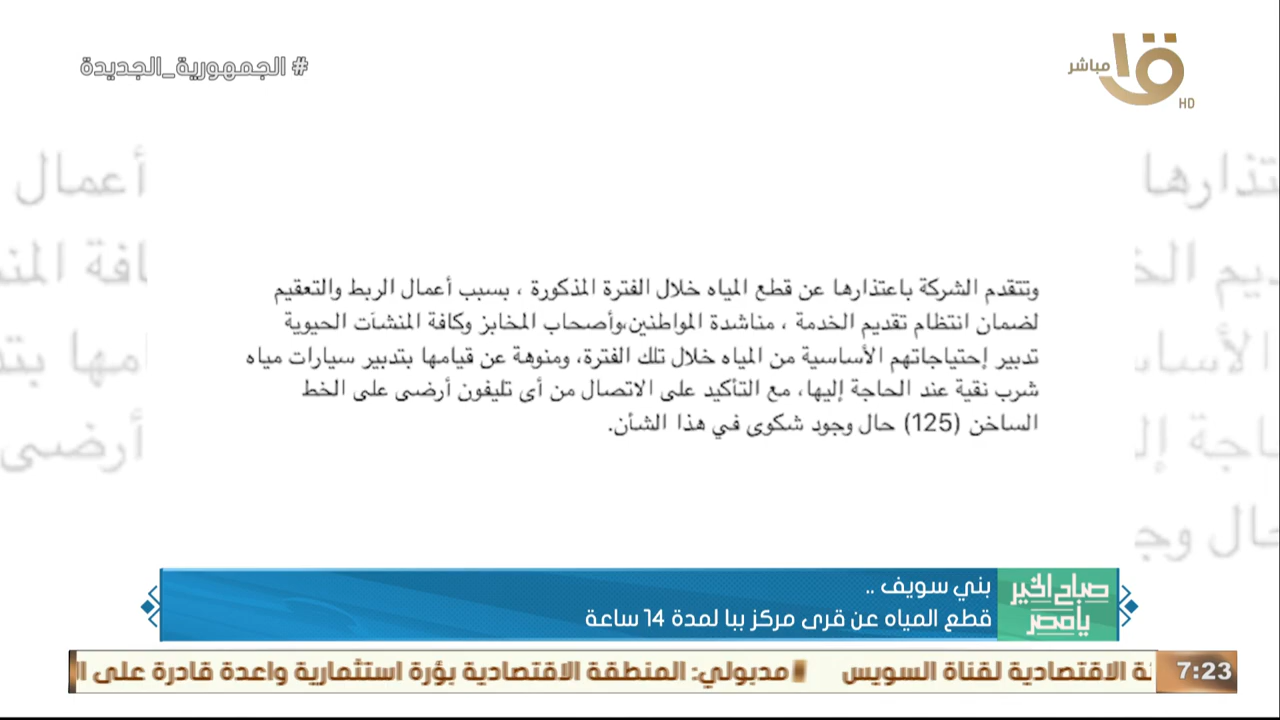 # الجمهورية_الجديدة
مباشر
HD
وتتقدم الشركة باعتذارها عن قطع المياه خلال الفترة المذكورة ، بسبب أعمال الربط والتعقيم
لضمان انتظام تقديم الخدمة ، مناشدة المواطنين،وأصحاب المخابز وكافة المنشآت الحيوية
تدبير إحتياجاتهم الأساسية من المياه خلال تلك الفترة، ومنوهة عن قيامها بتدبير سيارات مياه
شرب نقية عند الحاجة إليها، مع التأكيد على الاتصال من أى تليفون أرضى على الخط
الساخن (125) حال وجود شكوى في هذا الشأن.
صباح الخير
يا مصر
بني سويف ..
قطع المياه عن قرى مركز ببا لمدة 14 ساعة
7:23
الاقتصادية لقناة السويس
مدبولي: المنطقة الاقتصادية بؤرة استثمارية واعدة قادرة على